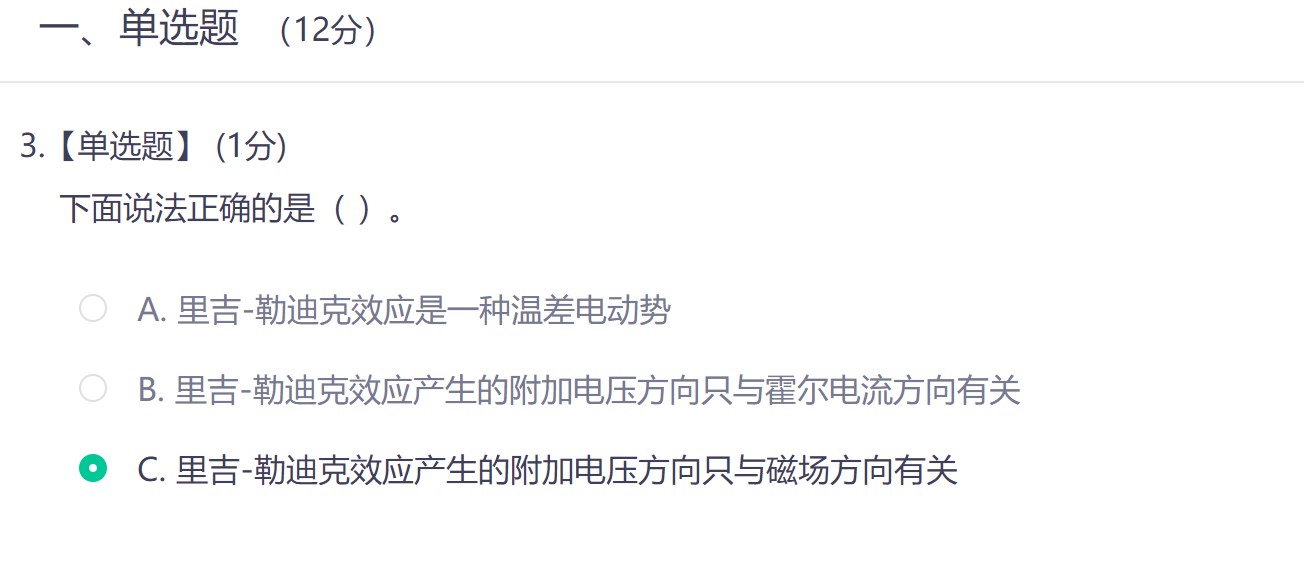 一、单选题 （12分）
3.【单选题】 (1分)
下面说法正确的是（ ）。
A. 里吉-勒迪克效应是一种温差电动势
B. 里吉-勒迪克效应产生的附加电压方向只与霍尔电流方向有关
C. 里吉-勒迪克效应产生的附加电压方向只与磁场方向有关